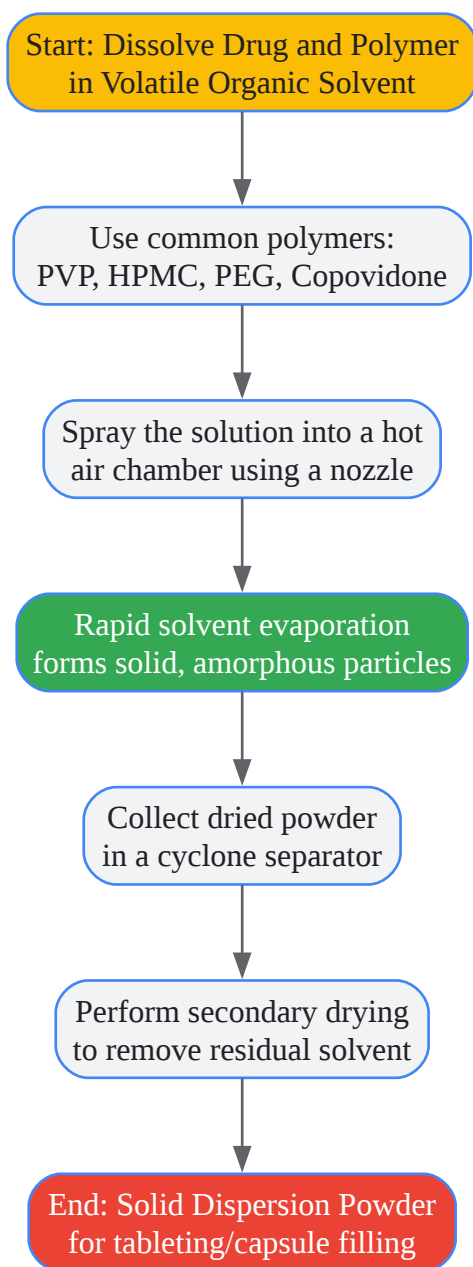 Start: Dissolve Drug and Polymer
in Volatile Organic Solvent
Use common polymers:
PVP, HPMC, PEG, Copovidone
Spray the solution into a hot
air chamber using a nozzle
Rapid solvent evaporation
forms solid, amorphous particles
Collect dried powder
in a cyclone separator
Perform secondary drying
to remove residual solvent
End: Solid Dispersion Powder
for tableting/capsule filling